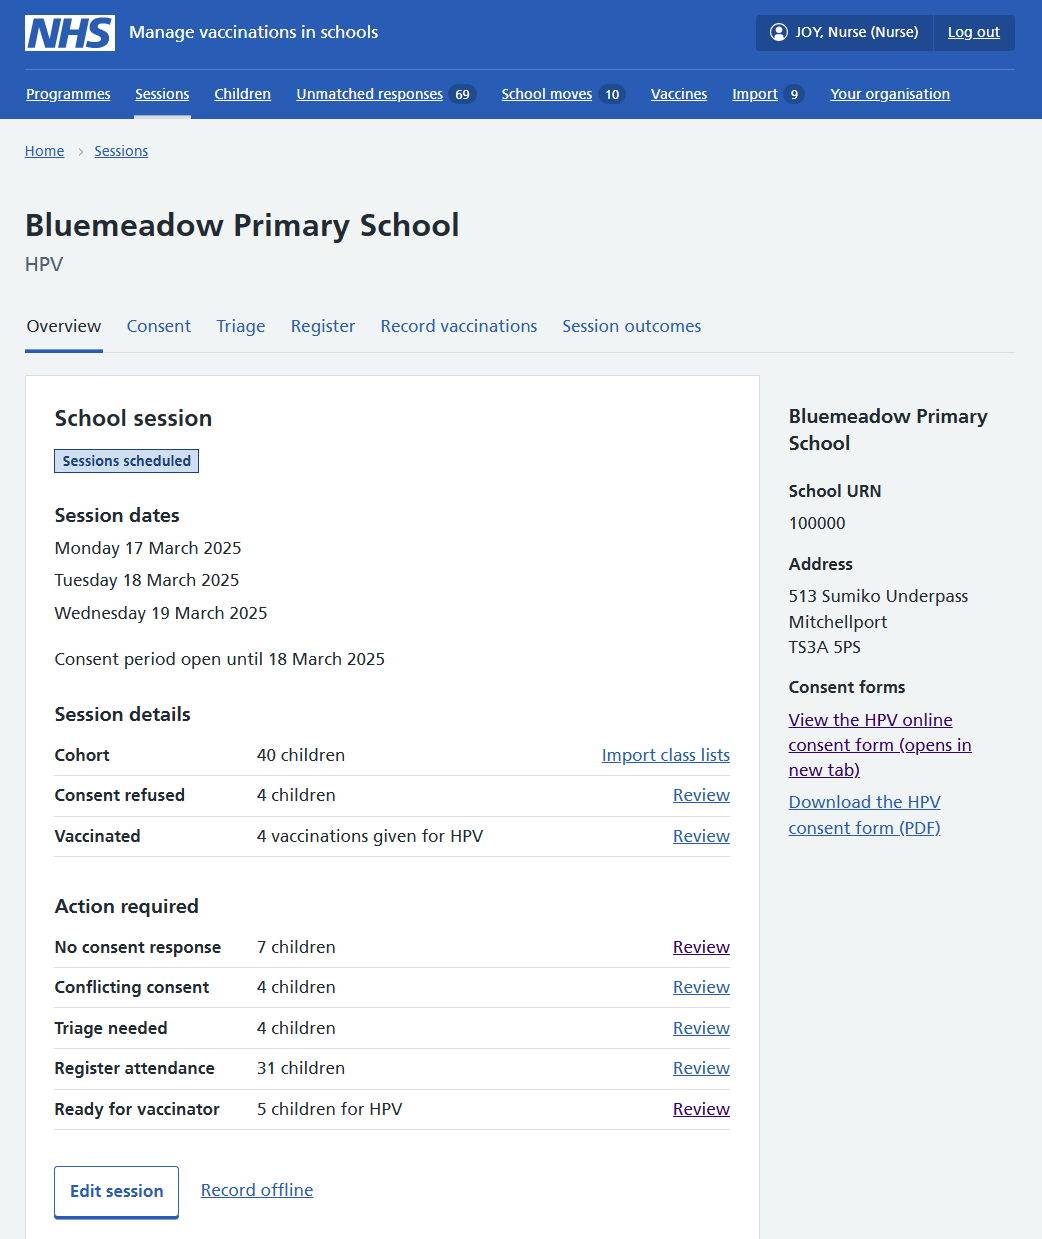 NHS Manage vaccinations in schools JOY, Nurse (Nurse) Log out
Programmes Sessions Children Unmatched responses 69 School moves 10 Vaccines Import 9 Your organisation
Home › Sessions
Bluemeadow Primary School
HPV
Overview Consent Triage Register Record vaccinations Session outcomes
School session
Sessions scheduled
Session dates
Monday 17 March 2025
Tuesday 18 March 2025
Wednesday 19 March 2025
Consent period open until 18 March 2025
Session details
Cohort 40 children Import class lists
Consent refused 4 children Review
Vaccinated 4 vaccinations given for HPV Review
Action required
No consent response 7 children Review
Conflicting consent 4 children Review
Triage needed 4 children Review
Register attendance 31 children Review
Ready for vaccinator 5 children for HPV Review
Edit session Record offline
Bluemeadow Primary
School
School URN
100000
Address
513 Sumiko Underpass
Mitchellport
TS3A 5PS
Consent forms
View the HPV online
consent form (opens in
new tab)
Download the HPV
consent form (PDF)